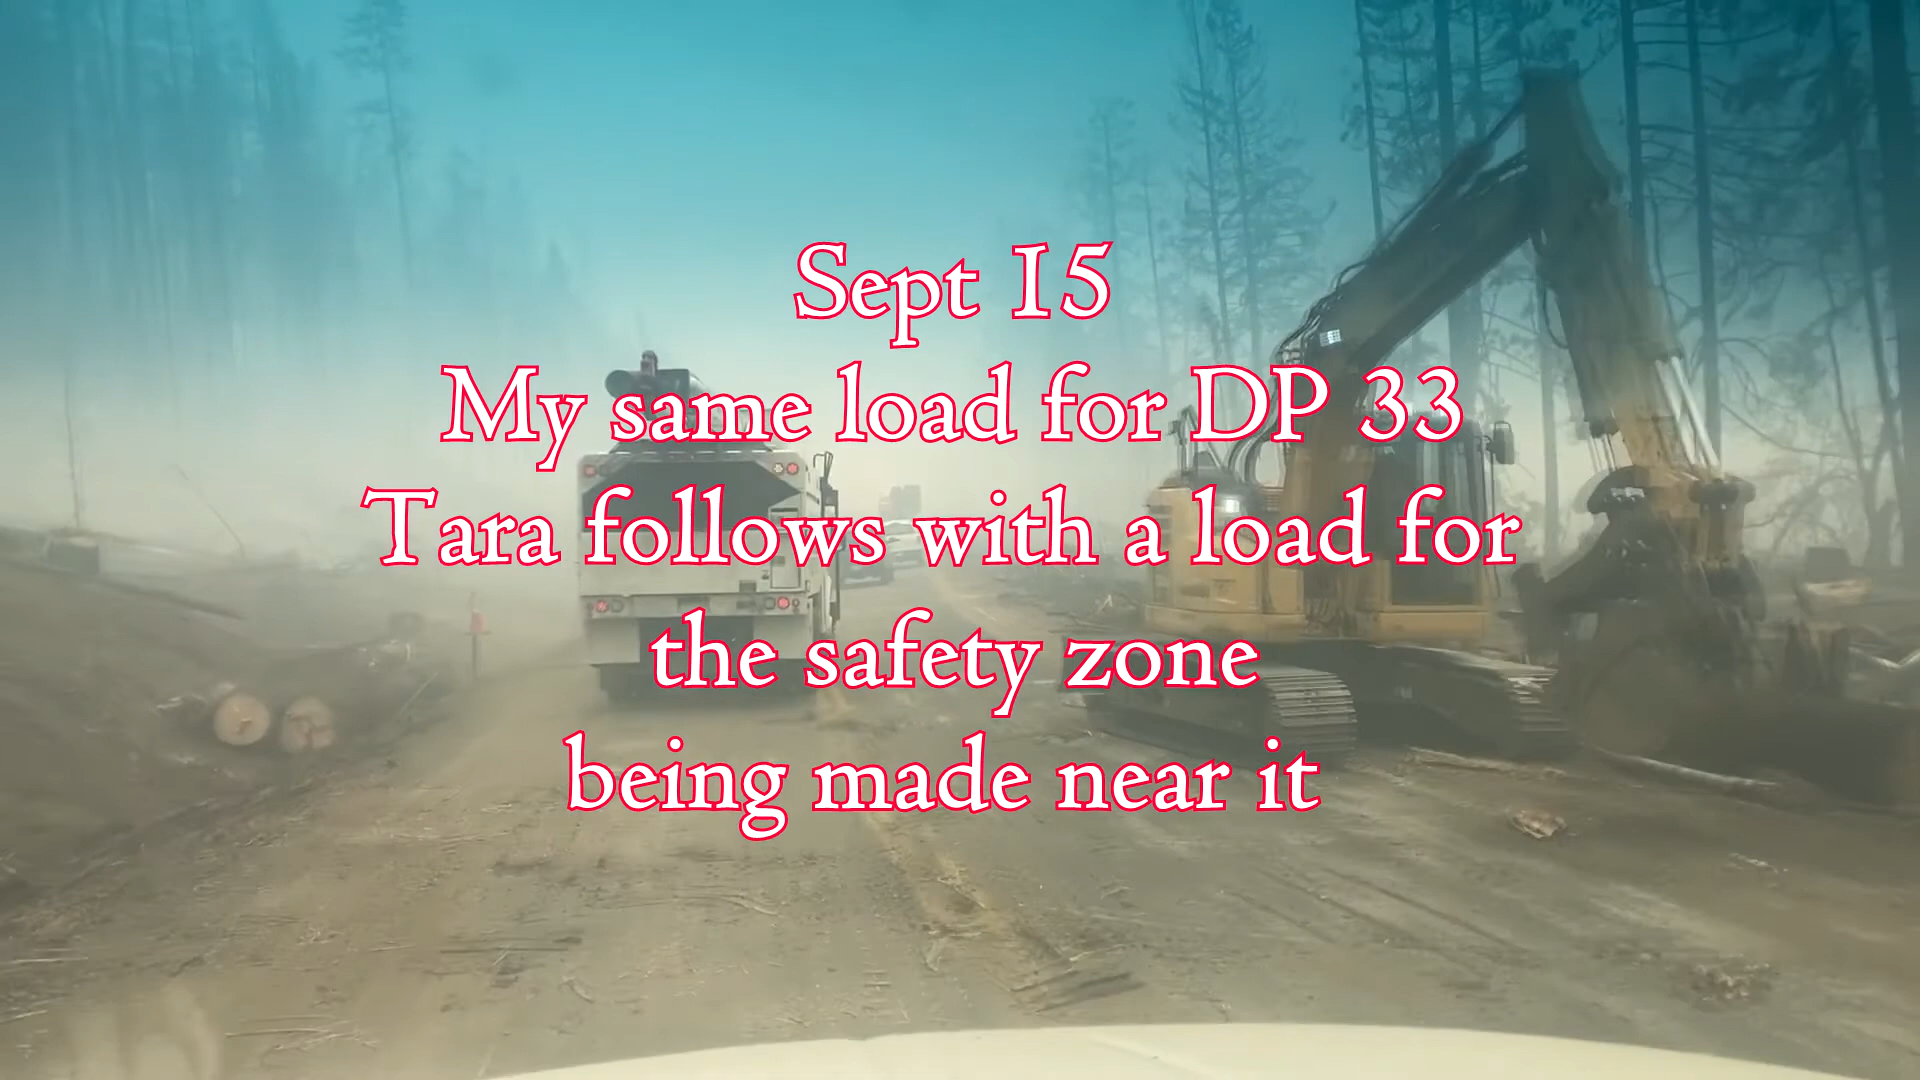 Sept 15
My same load for DP 33
Tara follows with a load for
the safety zone
being made near it